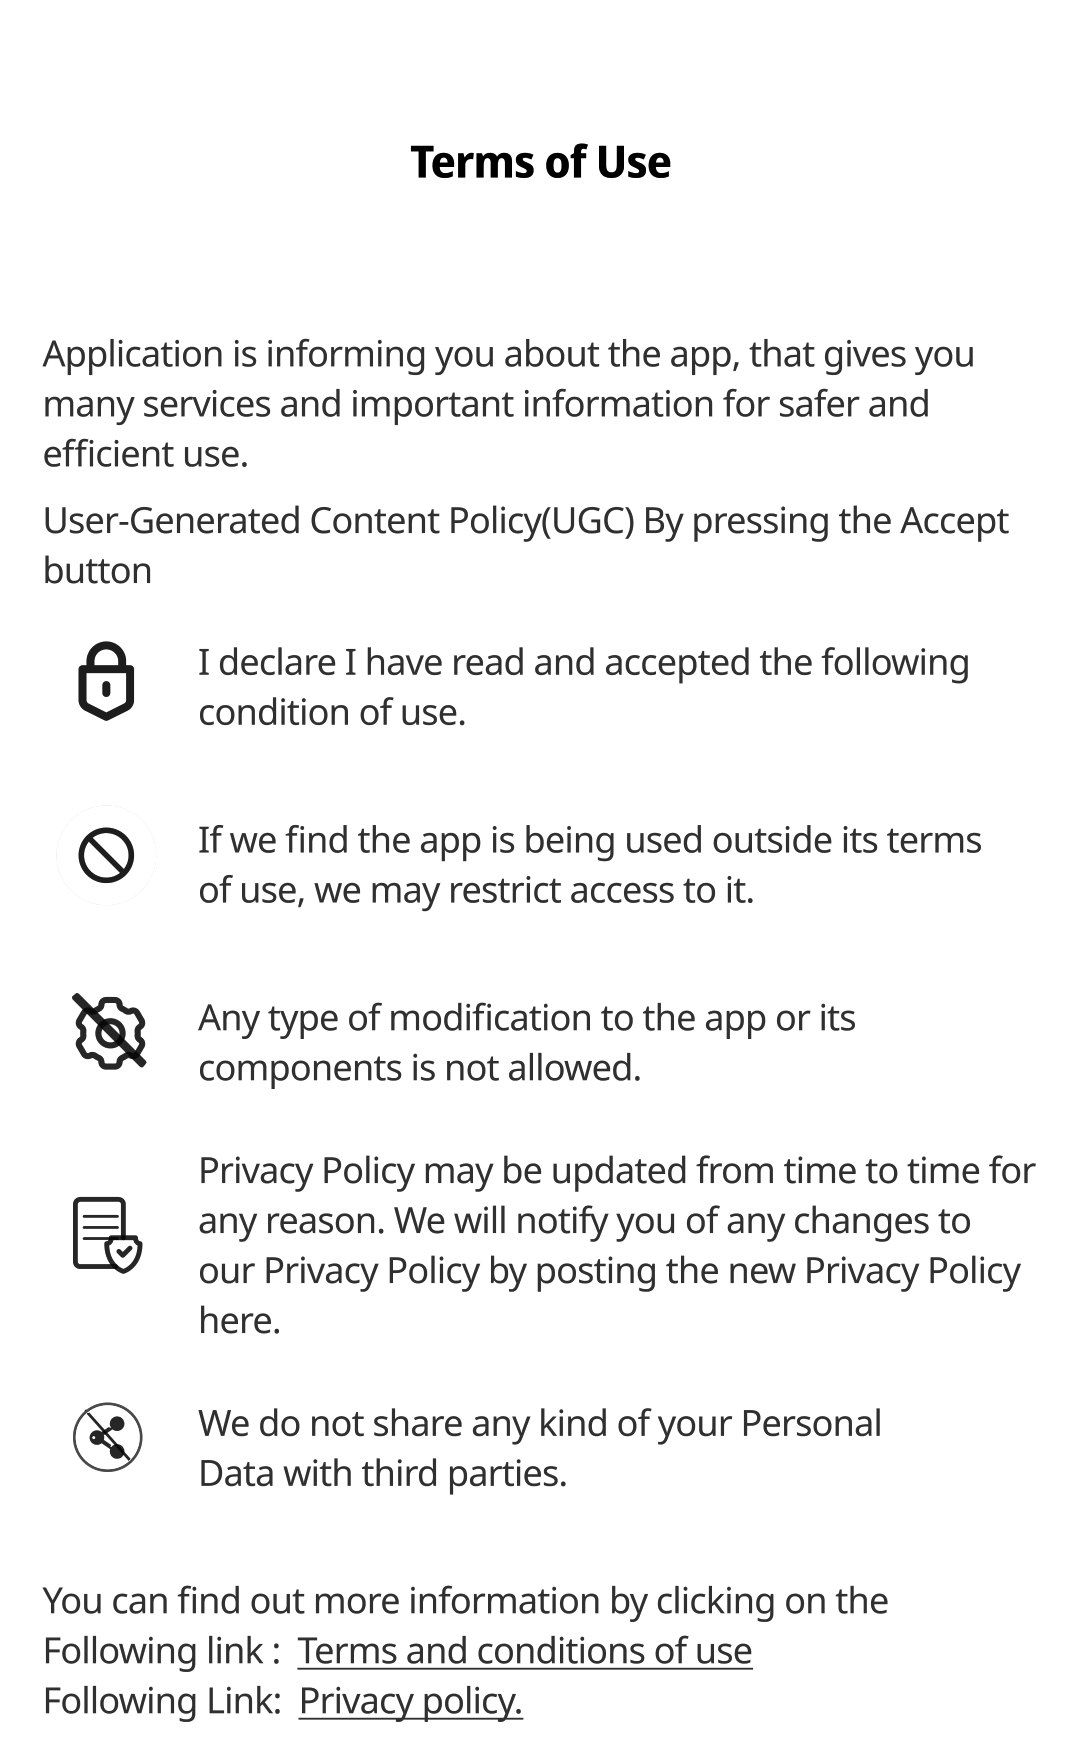 Terms of Use
Application is informing you about the app, that gives you
many services and important information for safer and
efficient use.
User-Generated Content Policy(UGC) By pressing the Accept
button
I declare I have read and accepted the following
condition of use.
If we find the app is being used outside its terms
of use, we may restrict access to it.
Any type of modification to the app or its
components is not allowed.
Privacy Policy may be updated from time to time for
any reason. We will notify you of any changes to
our Privacy Policy by posting the new Privacy Policy
here.
We do not share any kind of your Personal
Data with third parties.
You can find out more information by clicking on the
Following link : Terms and conditions of use
Following Link: Privacy policy.